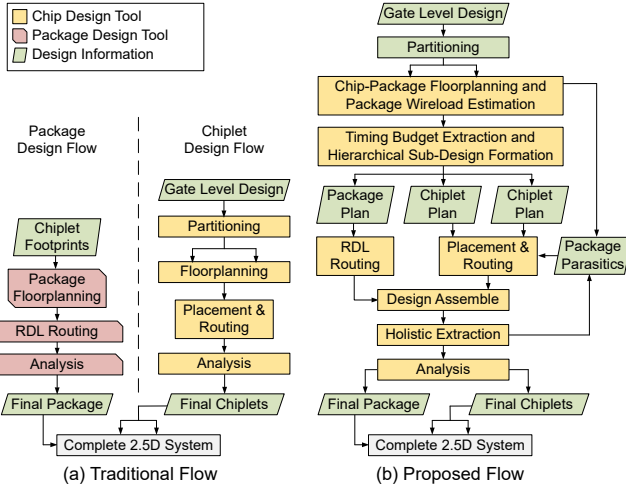 Chip Design Tool
Package Design Tool
Design Information
Package
Design Flow
Chiplet
Design Flow
Gate Level Design
Partitioning
Chiplet
Footprints
Floorplanning
Package
Floorplanning
Placement &
Routing
RDL Routing
Analysis
Analysis
Final Package
Final Chiplets
Complete 2.5D System
(a) Traditional Flow
Gate Level Design
Partitioning
Chip-Package Floorplanning and
Package Wireload Estimation
Timing Budget Extraction and
Hierarchical Sub-Design Formation
Package
Plan
Chiplet
Plan
Chiplet
Plan
RDL
Routing
Placement &
Routing
Package
Parasitics
Design Assemble
Holistic Extraction
Analysis
Final Package
Final Chiplets
Complete 2.5D System
(b) Proposed Flow